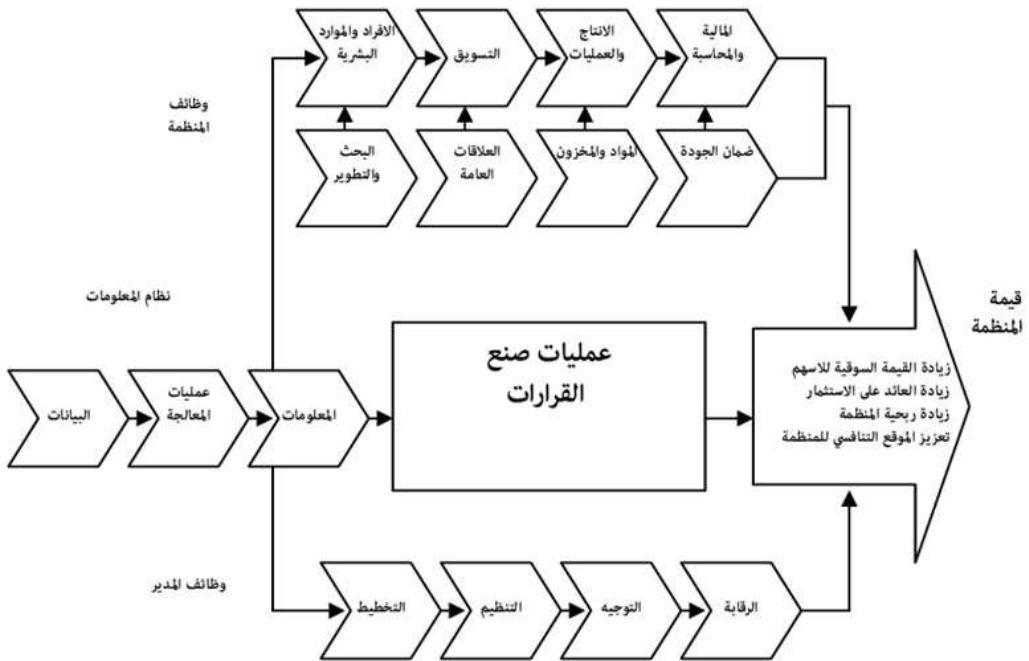 الافراد والموارد
البشرية
التسويق
الانتاج
والعمليات
المالية
والمحاسبة
وظائف
المنظمة
البحث
والتطوير
العلاقات
العامة
المواد والمخزون
ضمان الجودة
نظام المعلومات
البيانات
عمليات
المعالجة
المعلومات
عمليات صنع
القرارات
قيمة
المنظمة
زيادة القيمة السوقية للاسهم
زيادة العائد على الاستثمار
زيادة ربحية المنظمة
تعزيز الموقع التنافسي للمنظمة
وظائف المدير
التخطيط
التنظيم
التوجيه
الرقابة